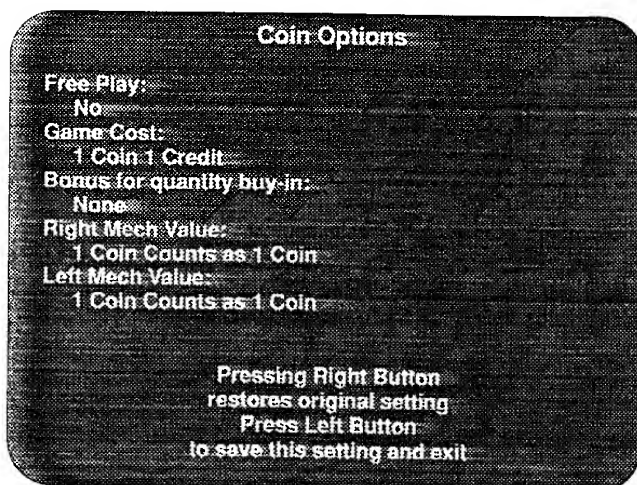 Coin Options
Free Play:
No
Game Cost:
1 Coin 1 Credit
Bonus for quantity buy-in:
None
Right Mech Value:
1 Coin Counts as 1 Coin
Left Mech Value:
1 Coin Counts as 1 Coin
Pressing Right Button
restores original setting
Press Left Button
to save this setting and exit